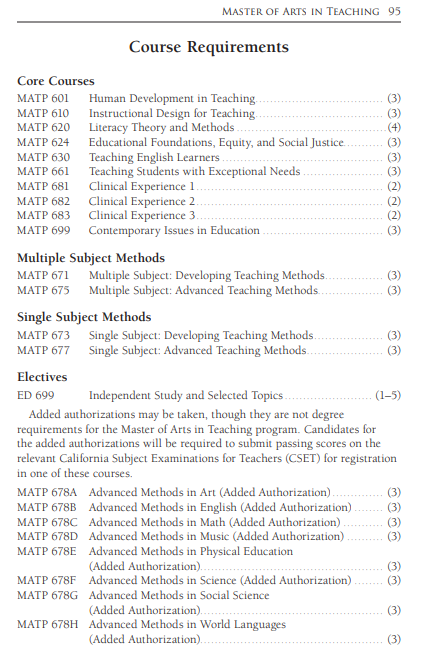 MASTER OF ARTS IN TEACHING 95
Course Requirements
Core Courses
MATP 601 Human Development in Teaching (3)
MATP 610 Instructional Design for Teaching (3)
MATP 620 Literacy Theory and Methods (4)
MATP 624 Educational Foundations, Equity, and Social Justice (3)
MATP 630 Teaching English Learners (3)
MATP 661 Teaching Students with Exceptional Needs (3)
MATP 681 Clinical Experience 1 (2)
MATP 682 Clinical Experience 2 (2)
MATP 683 Clinical Experience 3 (2)
MATP 699 Contemporary Issues in Education (3)
Multiple Subject Methods
MATP 671 Multiple Subject: Developing Teaching Methods (3)
MATP 675 Multiple Subject: Advanced Teaching Methods (3)
Single Subject Methods
MATP 673 Single Subject: Developing Teaching Methods (3)
MATP 677 Single Subject: Advanced Teaching Methods (3)
Electives
ED 699 Independent Study and Selected Topics (1–5)
Added authorizations may be taken, though they are not degree
requirements for the Master of Arts in Teaching program. Candidates for
the added authorizations will be required to submit passing scores on the
relevant California Subject Examinations for Teachers (CSET) for registration
in one of these courses.
MATP 678A Advanced Methods in Art (Added Authorization) (3)
MATP 678B Advanced Methods in English (Added Authorization) (3)
MATP 678C Advanced Methods in Math (Added Authorization) (3)
MATP 678D Advanced Methods in Music (Added Authorization) (3)
MATP 678E Advanced Methods in Physical Education
(Added Authorization) (3)
MATP 678F Advanced Methods in Science (Added Authorization) (3)
MATP 678G Advanced Methods in Social Science
(Added Authorization) (3)
MATP 678H Advanced Methods in World Languages
(Added Authorization) (3)